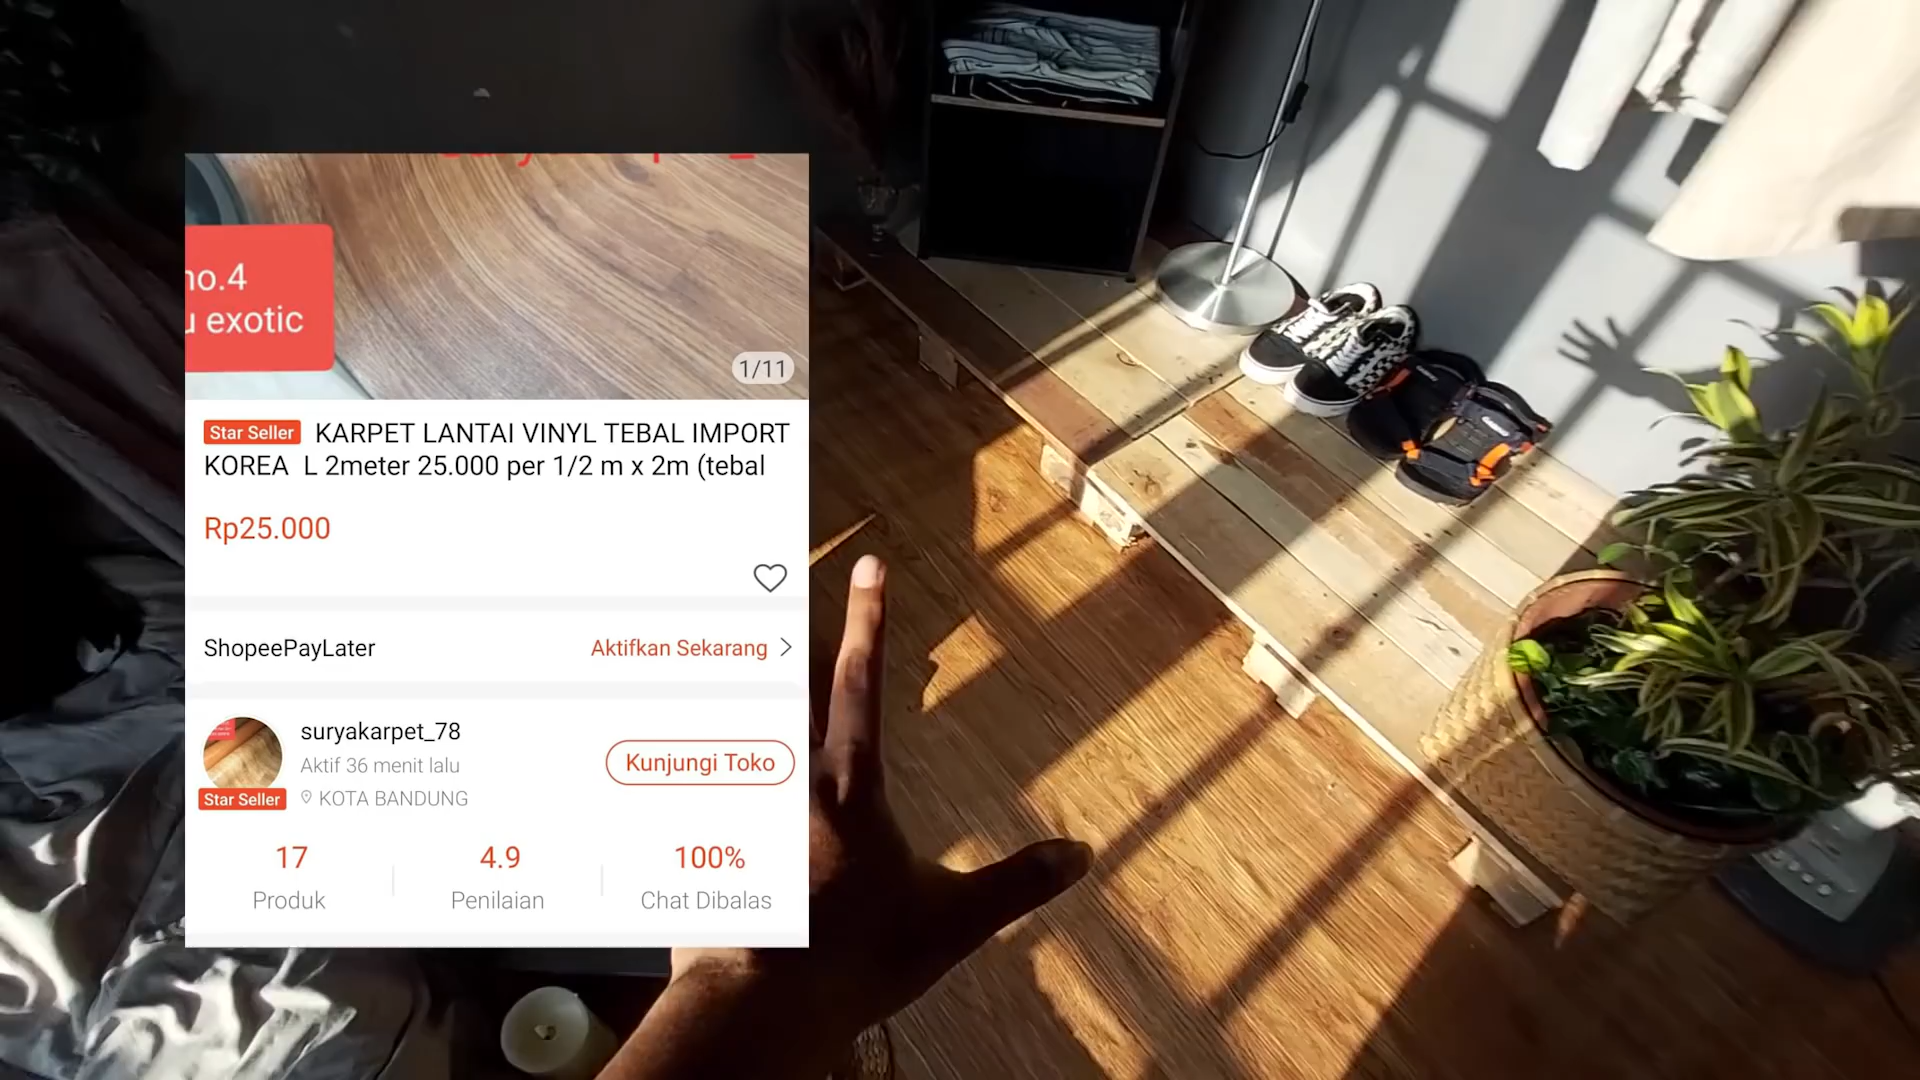 no.4
u exotic
1/11
Star Seller KARPET LANTAI VINYL TEBAL IMPORT
KOREA L 2meter 25.000 per 1/2 m x 2m (tebal
Rp25.000
ShopeePayLater
Aktifkan Sekarang
suryakarpet_78
Aktif 36 menit lalu
Kunjungi Toko
Star Seller
KOTA BANDUNG
17
4.9
100%
Produk
Penilaian
Chat Dibalas